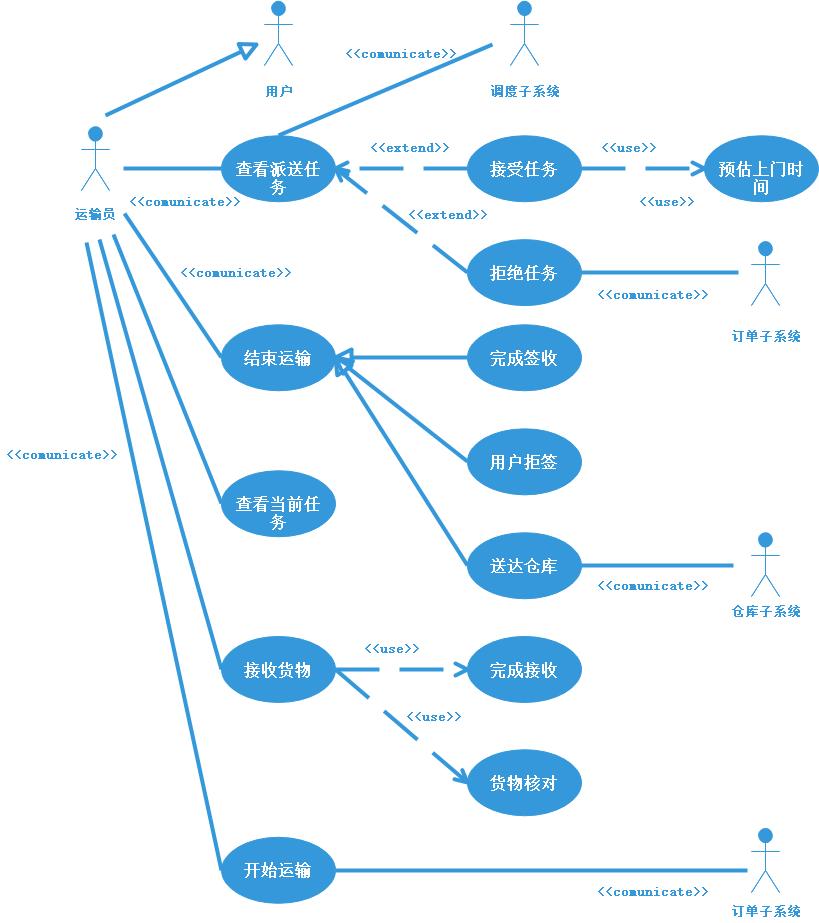 <<comunicate>>
用户
调度子系统
查看派送任
务
<<extend>>
接受任务
<<use>>
预估上门时
间
<<comunicate>>
<<use>>
运输员
<<extend>>
<<comunicate>>
拒绝任务
<<comunicate>>
订单子系统
结束运输
完成签收
<<comunicate>>
用户拒签
查看当前任
务
送达仓库
<<comunicate>>
仓库子系统
<<use>>
接收货物
完成接收
<<use>>
货物核对
开始运输
<<comunicate>>
订单子系统